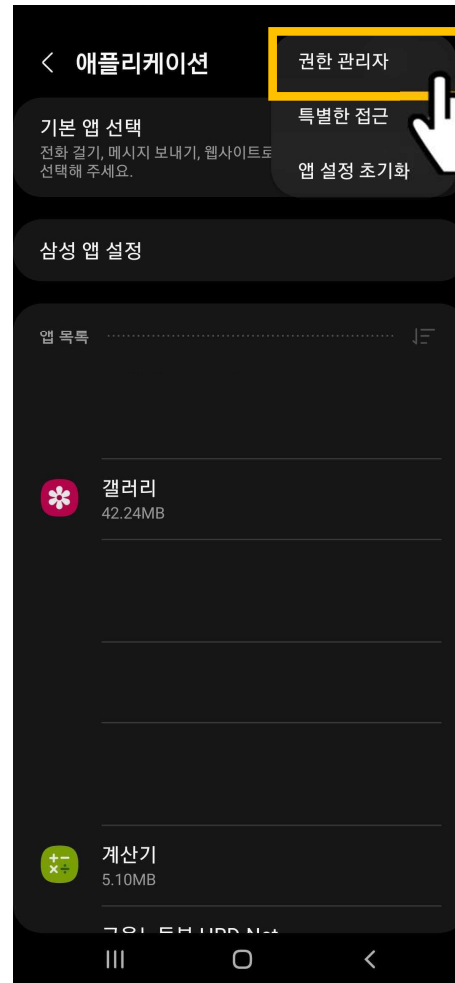 애플리케이션
권한 관리자
특별한 접근
앱 설정 초기화
기본 앱 선택
전화 걸기, 메시지 보내기, 웹사이트로
선택해 주세요.
삼성 앱 설정
앱 목록
갤러리
42.24MB
계산기
5.10MB